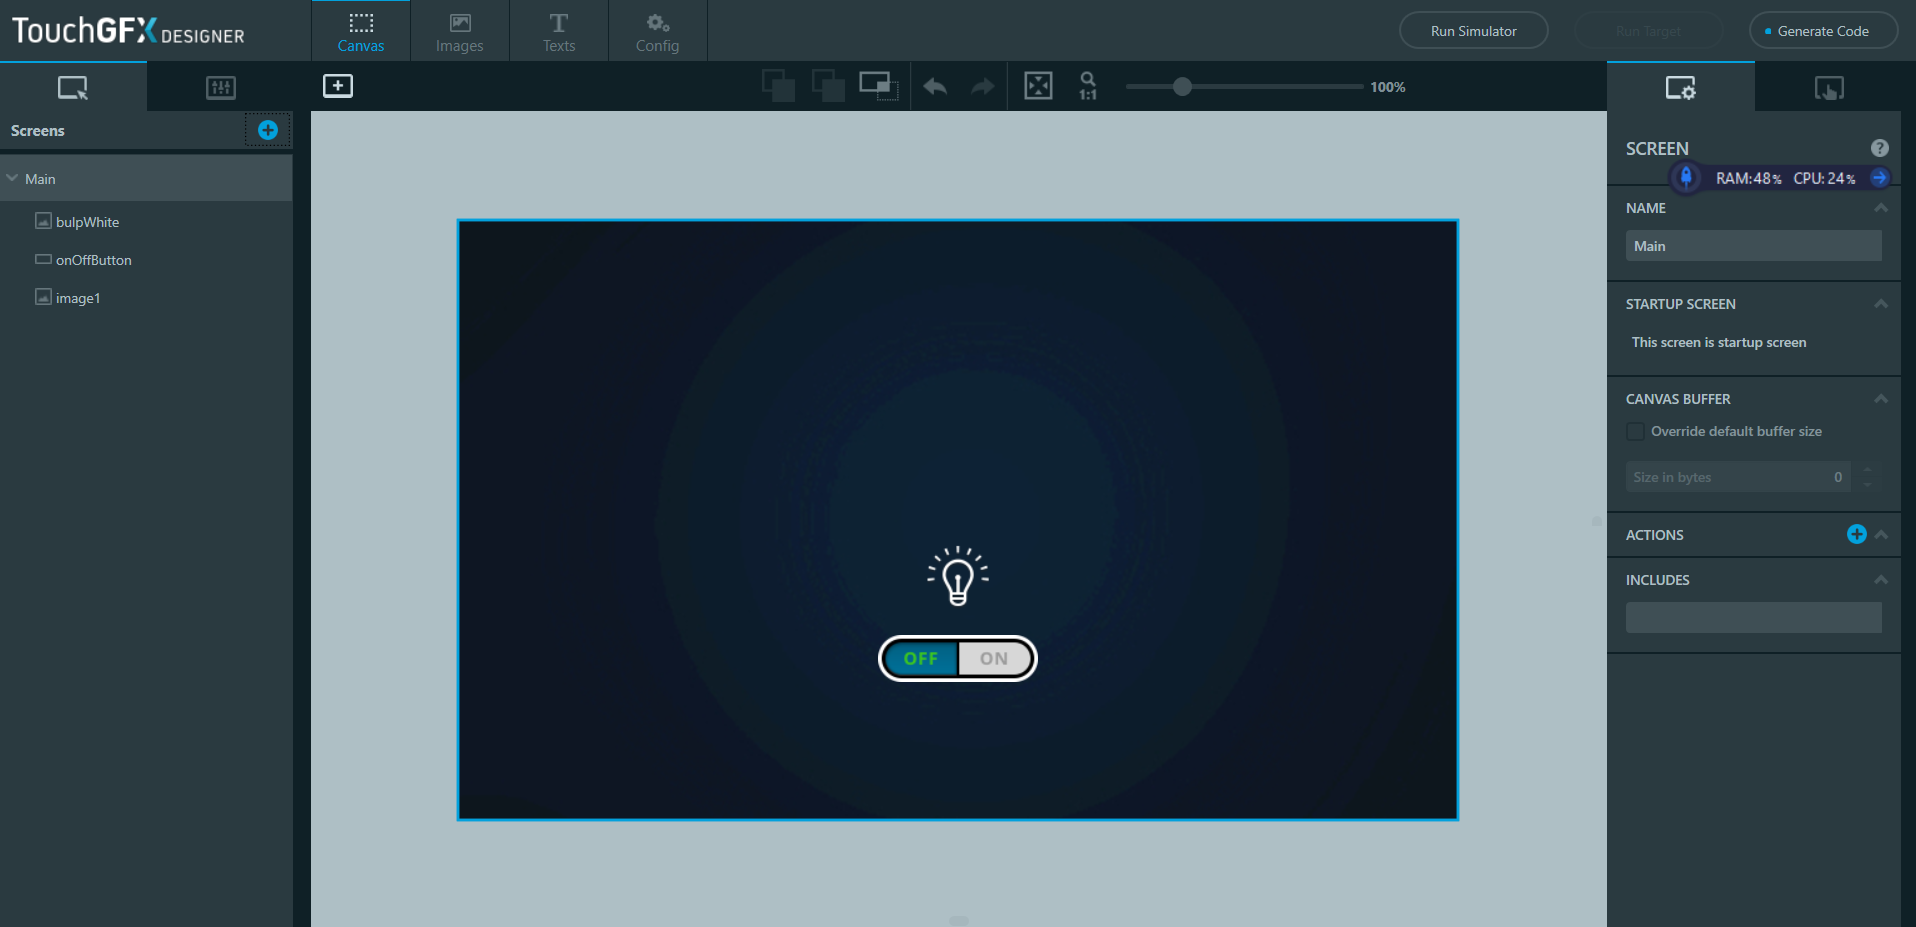 TouchGFX DESIGNER
Canvas
Images
Texts
Config
Run Simulator
Run Target
Generate Code
1:1
100%
Screens
Main
bulpWhite
onOffButton
image1
OFF ON
SCREEN
?
RAM:48% CPU:24%
NAME
Main
STARTUP SCREEN
This screen is startup screen
CANVAS BUFFER
Override default buffer size
Size in bytes 0
ACTIONS
INCLUDES